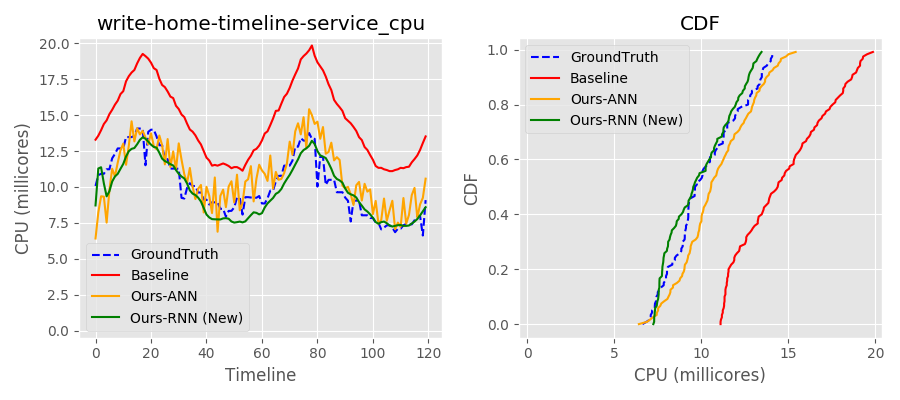 write-home-timeline-service_cpu
CPU (millicores)
20.0
17.5
15.0
12.5
10.0
7.5
5.0
2.5
0.0
GroundTruth
Baseline
Ours-ANN
Ours-RNN (New)
0 20 40 60 80 100 120
Timeline
CDF
CDF
1.0
0.8
0.6
0.4
0.2
0.0
GroundTruth
Baseline
Ours-ANN
Ours-RNN (New)
0 5 10 15 20
CPU (millicores)